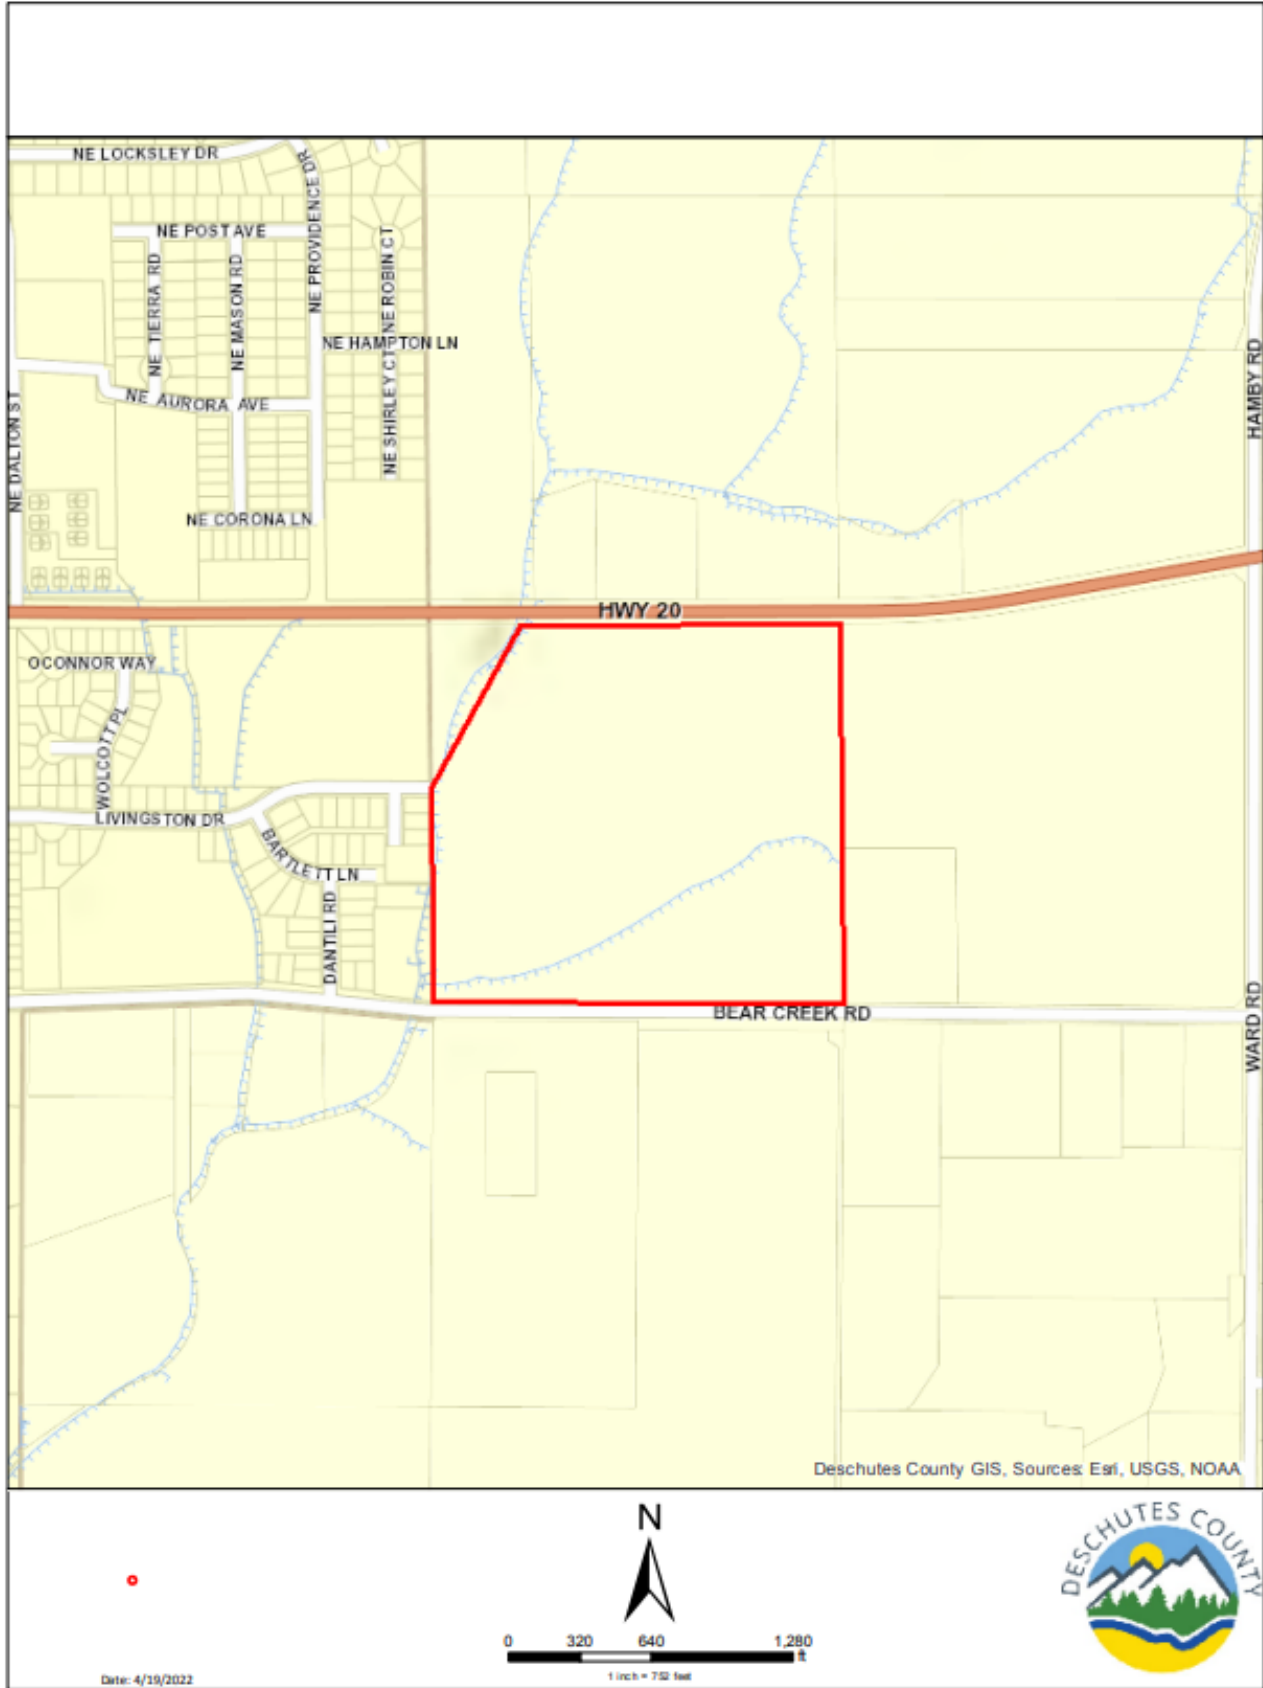 NE LOCKSLEY DR
NE POST AVE
NE PROVIDENCE DR
NE TIERRA RD
NE MASON RD
NE ROBIN CT
NE HAMPTON LN
NE SHIRLEY CT
HAMBY RD
NE AURORA AVE
NE DALTON ST
NE CORONA LN
HWY 20
OCONNOR WAY
WOLCOTT PL
LIVINGSTON DR
BARTLETT LN
DANTILI RD
BEAR CREEK RD
WARD RD
Deschutes County GIS, Sources: Esri, USGS, NOAA
N
DESCHUTES COUNTY
0 320 640 1,280
ft
1 inch = 752 feet
Date: 4/19/2022